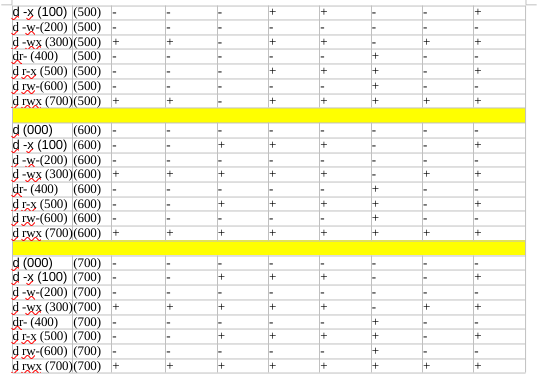 d -x (100) (500) - - - + + - - +
d -w-(200) (500) - - - - - - - -
d -wx (300)(500) + + - + + - + +
dr- (400) (500) - - - - - + - -
d r-x (500) (500) - - - + + + - +
d rw-(600) (500) - - - - - + - -
d rwx (700)(500) + + - + + + + +
d (000) (600) - - - - - - - -
d -x (100) (600) - - + + + - - +
d -w-(200) (600) - - - - - - - -
d -wx (300)(600) + + + + + - + +
dr- (400) (600) - - - - - + - -
d r-x (500) (600) - - + + + + - +
d rw-(600) (600) - - - - - + - -
d rwx (700)(600) + + + + + + + +
d (000) (700) - - - - - - - -
d -x (100) (700) - - + + + - - +
d -w-(200) (700) - - - - - - - -
d -wx (300)(700) + + + + + - + +
dr- (400) (700) - - - - - + - -
d r-x (500) (700) - - + + + + - +
d rw-(600) (700) - - - - - + - -
d rwx (700)(700) + + + + + + + +